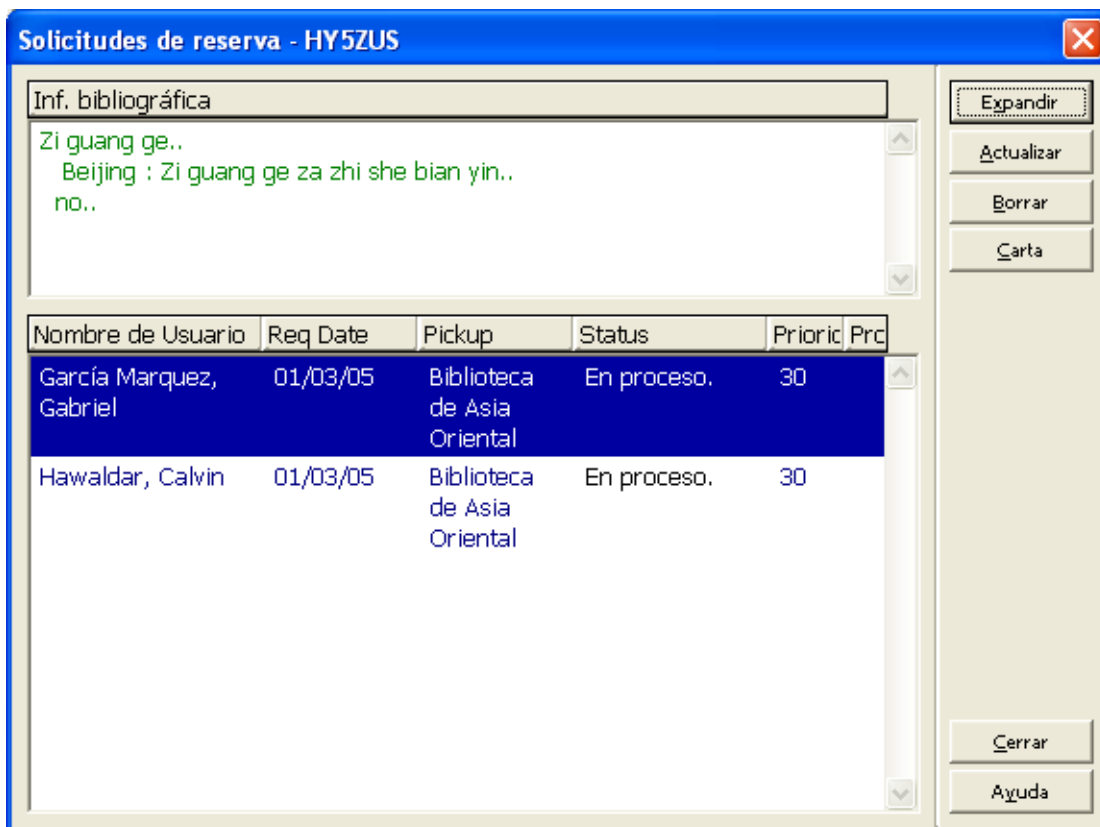 Solicitudes de reserva - HY5ZUS
Inf. bibliográfica
Zi guang ge..
Beijing : Zi guang ge za zhi she bian yin..
no..
Nombre de Usuario Req Date Pickup Status Prioric Prc
García Marquez, 01/03/05 Biblioteca En proceso. 30
Gabriel de Asia
Oriental
Hawaldar, Calvin 01/03/05 Biblioteca En proceso. 30
de Asia
Oriental
Expandir
Actualizar
Borrar
Carta
Cerrar
Ayuda